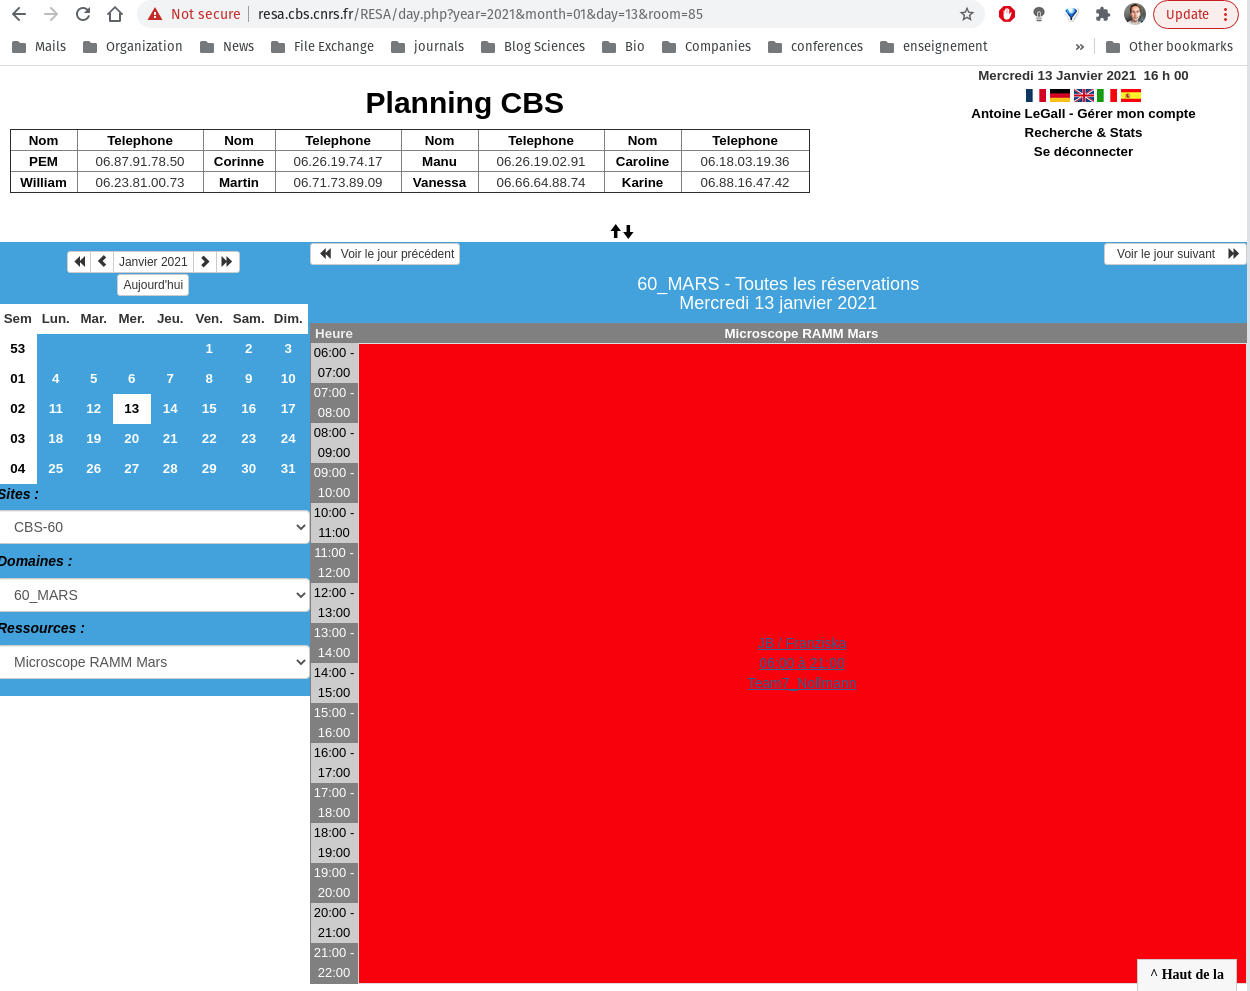 Not secure resa.cbs.cnrs.fr/RESA/day.php?year=2021&month=01&day=13&room=85 Update
Mails Organization News File Exchange journals Blog Sciences Bio Companies conferences enseignement » Other bookmarks
Mercredi 13 Janvier 2021 16 h 00
Planning CBS
Antoine LeGall - Gérer mon compte
Recherche & Stats
Se déconnecter
Nom Telephone Nom Telephone Nom Telephone Nom Telephone
PEM 06.87.91.78.50 Corinne 06.26.19.74.17 Manu 06.26.19.02.91 Caroline 06.18.03.19.36
William 06.23.81.00.73 Martin 06.71.73.89.09 Vanessa 06.66.64.88.74 Karine 06.88.16.47.42
Janvier 2021
Aujourd'hui
Sem Lun. Mar. Mer. Jeu. Ven. Sam. Dim.
53 1 2 3
01 4 5 6 7 8 9 10
02 11 12 13 14 15 16 17
03 18 19 20 21 22 23 24
04 25 26 27 28 29 30 31
Sites :
CBS-60
Domaines :
60_MARS
Ressources :
Microscope RAMM Mars
Voir le jour précédent
Voir le jour suivant
60_MARS - Toutes les réservations
Mercredi 13 janvier 2021
Heure Microscope RAMM Mars
06:00 -
07:00
07:00 -
08:00
08:00 -
09:00
09:00 -
10:00
10:00 -
11:00
11:00 -
12:00
12:00 -
13:00
13:00 -
14:00
14:00 -
15:00
15:00 -
16:00
16:00 -
17:00
17:00 -
18:00
18:00 -
19:00
19:00 -
20:00
20:00 -
21:00
21:00 -
22:00
JB / Franziska
Team7_Nollmann
^ Haut de la